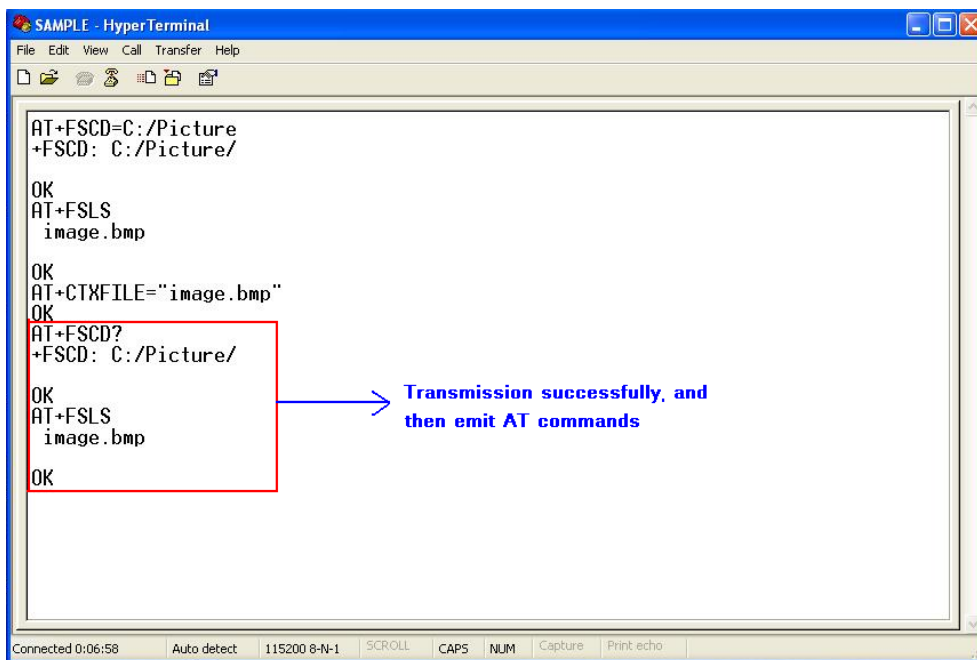 SAMPLE - HyperTerminal
File Edit View Call Transfer Help
AT+FSCD=C:/Picture
+FSCD: C:/Picture/
OK
AT+FSLS
image.bmp
OK
AT+CTXFILE="image.bmp"
OK
AT+FSCD?
+FSCD: C:/Picture/
OK
AT+FSLS
image.bmp
OK
Transmission successfully, and
then emit AT commands
Connected 0:06:58 Auto detect 115200 8-N-1 SCROLL CAPS NUM Capture Print echo